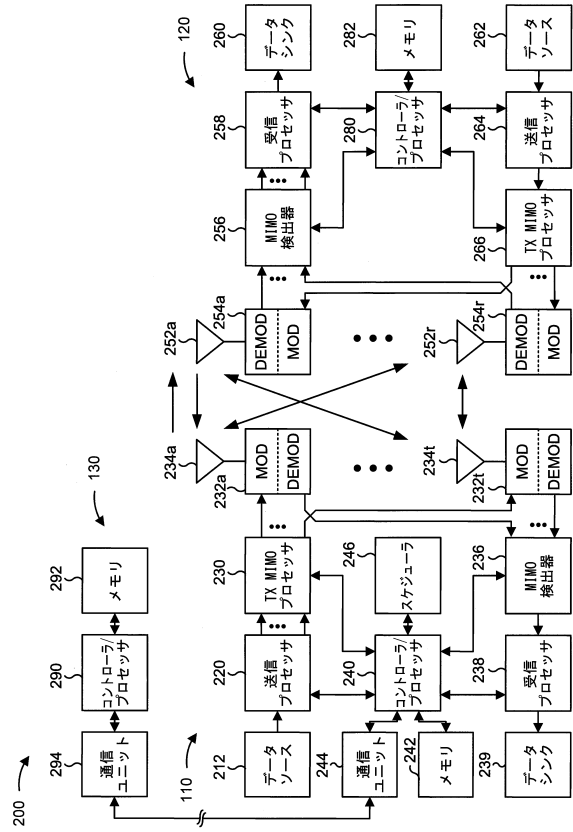 200
294
通信
ユニット
290
コントローラ/
プロセッサ
292
メモリ
130
110
212
データ
ソース
220
送信
プロセッサ
230
TX MIMO
プロセッサ
232a
MOD
DEMOD
234a
252a
254a
DEMOD
MOD
256
MIMO
検出器
258
受信
プロセッサ
260
データ
シンク
120
244
通信
ユニット
242
メモリ
240
コントローラ/
プロセッサ
246
スケジューラ
280
コントローラ/
プロセッサ
282
メモリ
239
データ
シンク
238
受信
プロセッサ
236
MIMO
検出器
232t
MOD
DEMOD
234t
252r
254r
DEMOD
MOD
266
TX MIMO
プロセッサ
264
送信
プロセッサ
262
データ
ソース